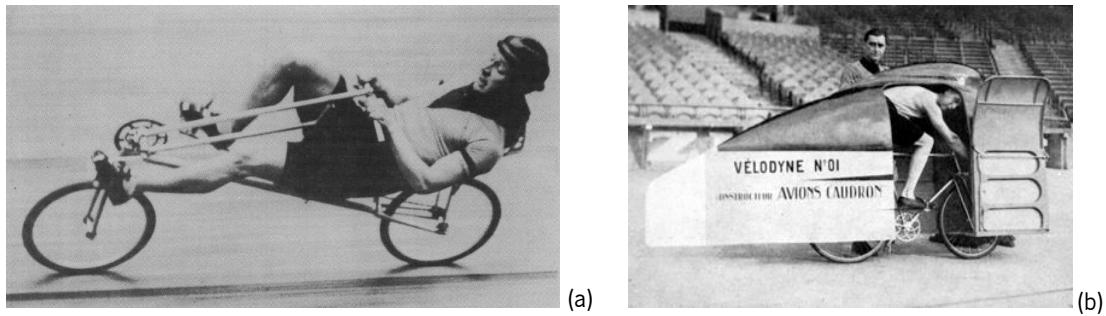 VÉLODYNE N°01
CONSTRUCTEUR AVIONS CAUDRON
(a)
(b)